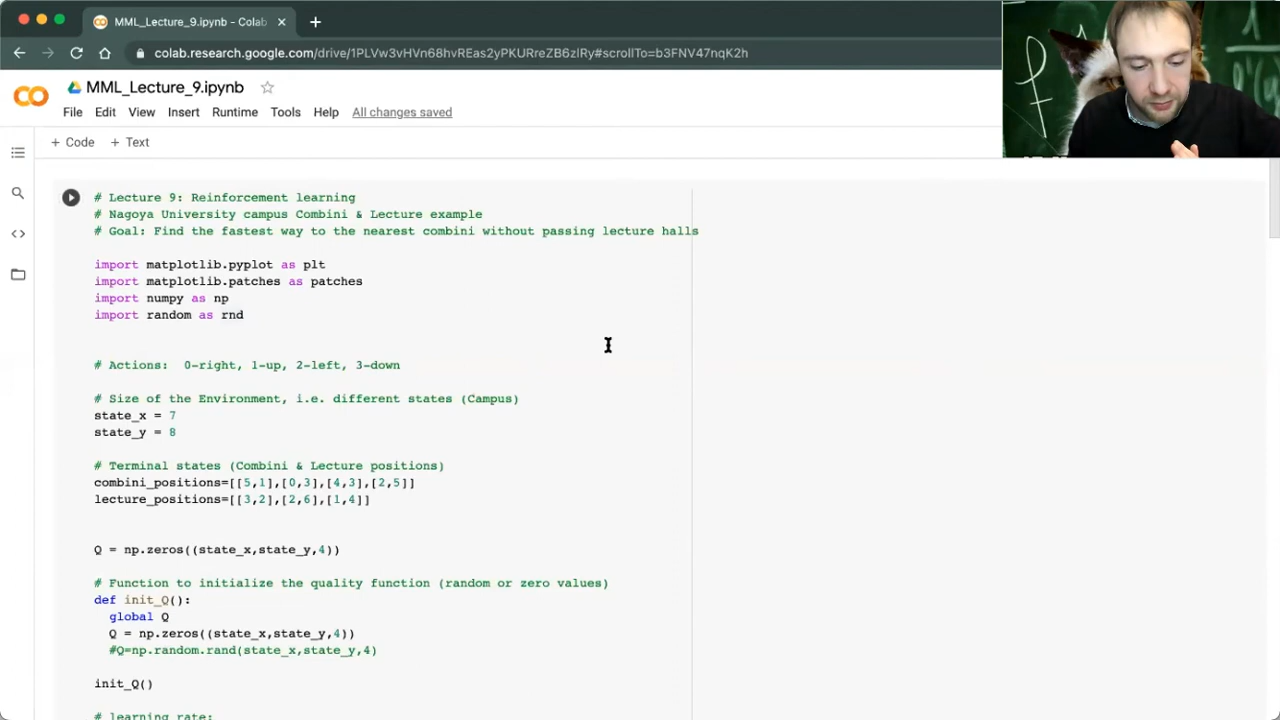 MML_Lecture_9.ipynb - Colab
colab.research.google.com/drive/1PLVw3vHVn68hvREas2yPKURreZB6zlRy#scrollTo=b3FNV47nqK2h
MML_Lecture_9.ipynb
File Edit View Insert Runtime Tools Help All changes saved
+ Code + Text
# Lecture 9: Reinforcement learning
# Nagoya University campus Combini & Lecture example
# Goal: Find the fastest way to the nearest combini without passing lecture halls
import matplotlib.pyplot as plt
import matplotlib.patches as patches
import numpy as np
import random as rnd
# Actions: 0-right, 1-up, 2-left, 3-down
# Size of the Environment, i.e. different states (Campus)
state_x = 7
state_y = 8
# Terminal states (Combini & Lecture positions)
combini_positions=[[5,1],[0,3],[4,3],[2,5]]
lecture_positions=[[3,2],[2,6],[1,4]]
Q = np.zeros((state_x,state_y,4))
# Function to initialize the quality function (random or zero values)
def init_Q():
global Q
Q = np.zeros((state_x,state_y,4))
#Q=np.random.rand(state_x,state_y,4)
init_Q()
# learning rate: